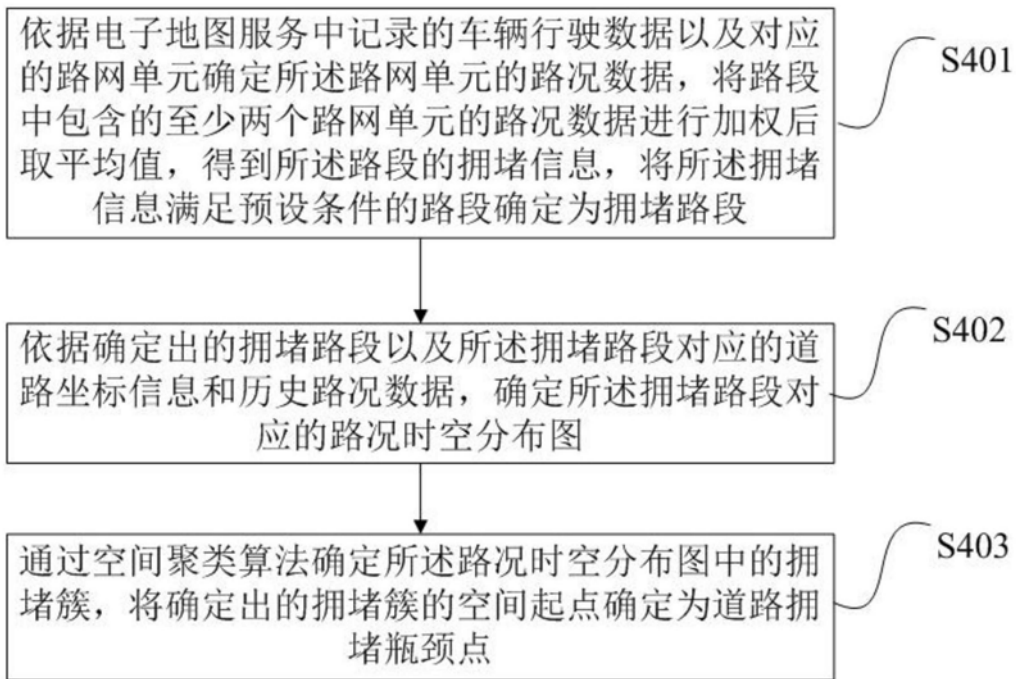 依据电子地图服务中记录的车辆行驶数据以及对应
的路网单元确定所述路网单元的路况数据，将路段
中包含的至少两个路网单元的路况数据进行加权后
取平均值，得到所述路段的拥堵信息，将所述拥堵
信息满足预设条件的路段确定为拥堵路段
S401
依据确定出的拥堵路段以及所述拥堵路段对应的道
路坐标信息和历史路况数据，确定所述拥堵路段对
应的路况时空分布图
S402
通过空间聚类算法确定所述路况时空分布图中的拥
堵簇，将确定出的拥堵簇的空间起点确定为道路拥
堵瓶颈点
S403